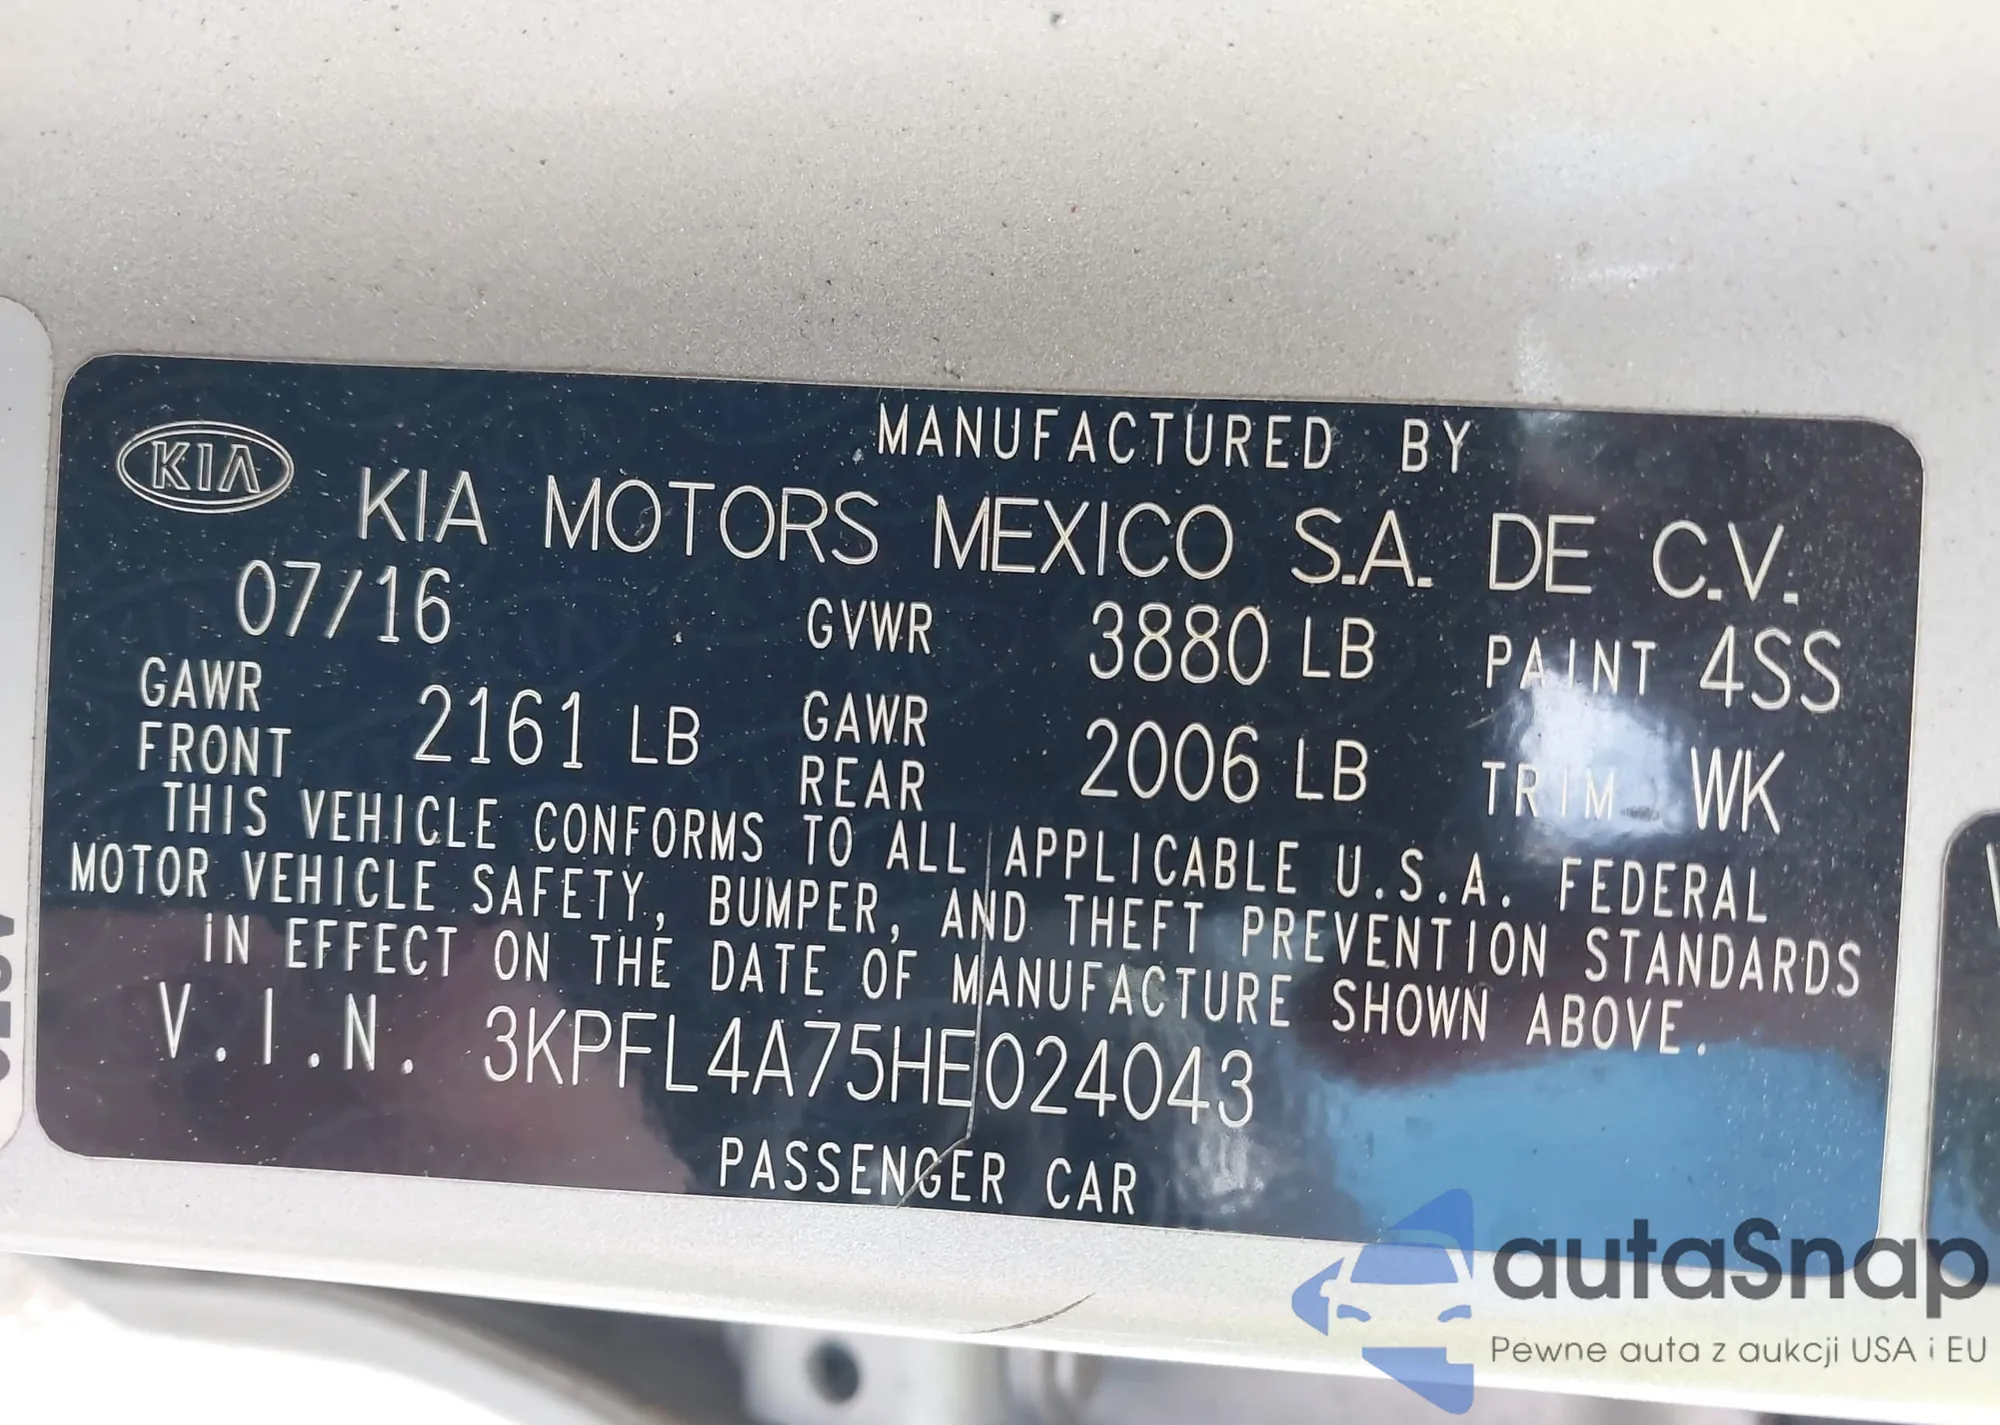 MANUFACTURED BY
KIA
KIA MOTORS MEXICO S.A. DE C.V.
07/16 GVWR 3880 LB PAINT 4SS
GAWR FRONT 2161 LB GAWR REAR 2006 LB TRIM WK
THIS VEHICLE CONFORMS TO ALL APPLICABLE U.S.A. FEDERAL
MOTOR VEHICLE SAFETY, BUMPER, AND THEFT PREVENTION STANDARDS
IN EFFECT ON THE DATE OF MANUFACTURE SHOWN ABOVE.
V.I.N. 3KPFL4A75HE024043
PASSENGER CAR
autaSnap
Pewne auta z aukcji USA i EU